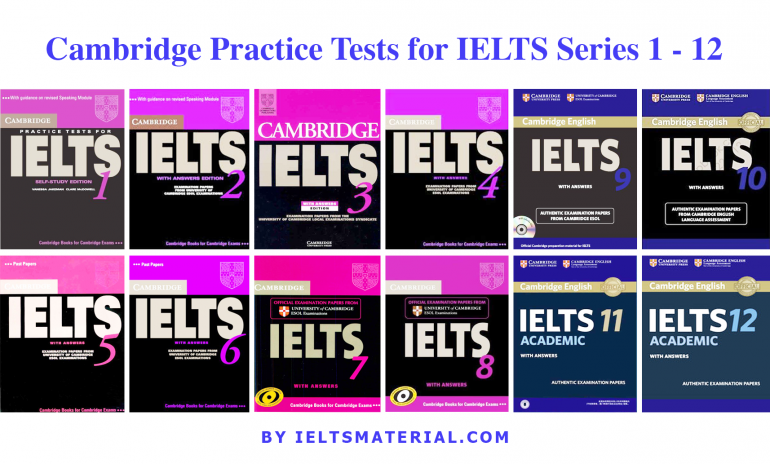 Cambridge Practice Tests for IELTS Series 1 - 12
With guidance on revised Speaking Module
CAMBRIDGE
PRACTICE TESTS FOR
IELTS
1
SELF-STUDY EDITION
VANESSA JAKEMAN CLARE MCDOWELL
Cambridge Books for Cambridge Exams
With guidance on revised Speaking Module
CAMBRIDGE
IELTS
2
WITH ANSWERS EDITION
EXAMINATION PAPERS FROM
UNIVERSITY OF CAMBRIDGE
ESOL EXAMINATIONS
Cambridge Books for Cambridge Exams
CAMBRIDGE
IELTS
3
WITH ANSWERS
EDITION
EXAMINATION PAPERS FROM THE
UNIVERSITY OF CAMBRIDGE LOCAL EXAMINATIONS SYNDICATE
CAMBRIDGE
CAMBRIDGE
IELTS
4
WITH ANSWERS
EXAMINATION PAPERS FROM
UNIVERSITY OF CAMBRIDGE
ESOL EXAMINATIONS
Cambridge Books for Cambridge Exams
CAMBRIDGE
UNIVERSITY PRESS
UNIVERSITY of CAMBRIDGE
ESOL Examinations
Cambridge English
IELTS
9
WITH ANSWERS
AUTHENTIC EXAMINATION PAPERS
FROM CAMBRIDGE ESOL
Official Cambridge preparation material for IELTS
CAMBRIDGE
UNIVERSITY PRESS
CAMBRIDGE ENGLISH
Language Assessment
Cambridge English
IELTS
10
WITH ANSWERS
AUTHENTIC EXAMINATION PAPERS
FROM CAMBRIDGE ENGLISH
LANGUAGE ASSESSMENT
Past Papers
CAMBRIDGE
IELTS
5
WITH ANSWERS
EXAMINATION PAPERS FROM
UNIVERSITY OF CAMBRIDGE
ESOL EXAMINATIONS
Cambridge Books for Cambridge Exams
Past Papers
CAMBRIDGE
IELTS
6
WITH ANSWERS
EXAMINATION PAPERS FROM
UNIVERSITY OF CAMBRIDGE
ESOL EXAMINATIONS
Cambridge Books for Cambridge Exams
CAMBRIDGE
OFFICIAL EXAMINATION PAPERS FROM
UNIVERSITY of CAMBRIDGE
ESOL Examinations
IELTS
7
WITH ANSWERS
Cambridge Books for Cambridge Exams
CAMBRIDGE
OFFICIAL EXAMINATION PAPERS FROM
UNIVERSITY of CAMBRIDGE
ESOL Examinations
IELTS
8
WITH ANSWERS
Cambridge Books for Cambridge Exams
CAMBRIDGE
UNIVERSITY PRESS
CAMBRIDGE ENGLISH
Language Assessment
Cambridge English
IELTS 11
ACADEMIC
WITH ANSWERS
AUTHENTIC EXAMINATION PAPERS
CAMBRIDGE
UNIVERSITY PRESS
CAMBRIDGE ENGLISH
Language Assessment
Cambridge English
IELTS 12
ACADEMIC
WITH ANSWERS
AUTHENTIC EXAMINATION PAPERS
BY IELTSMATERIAL.COM